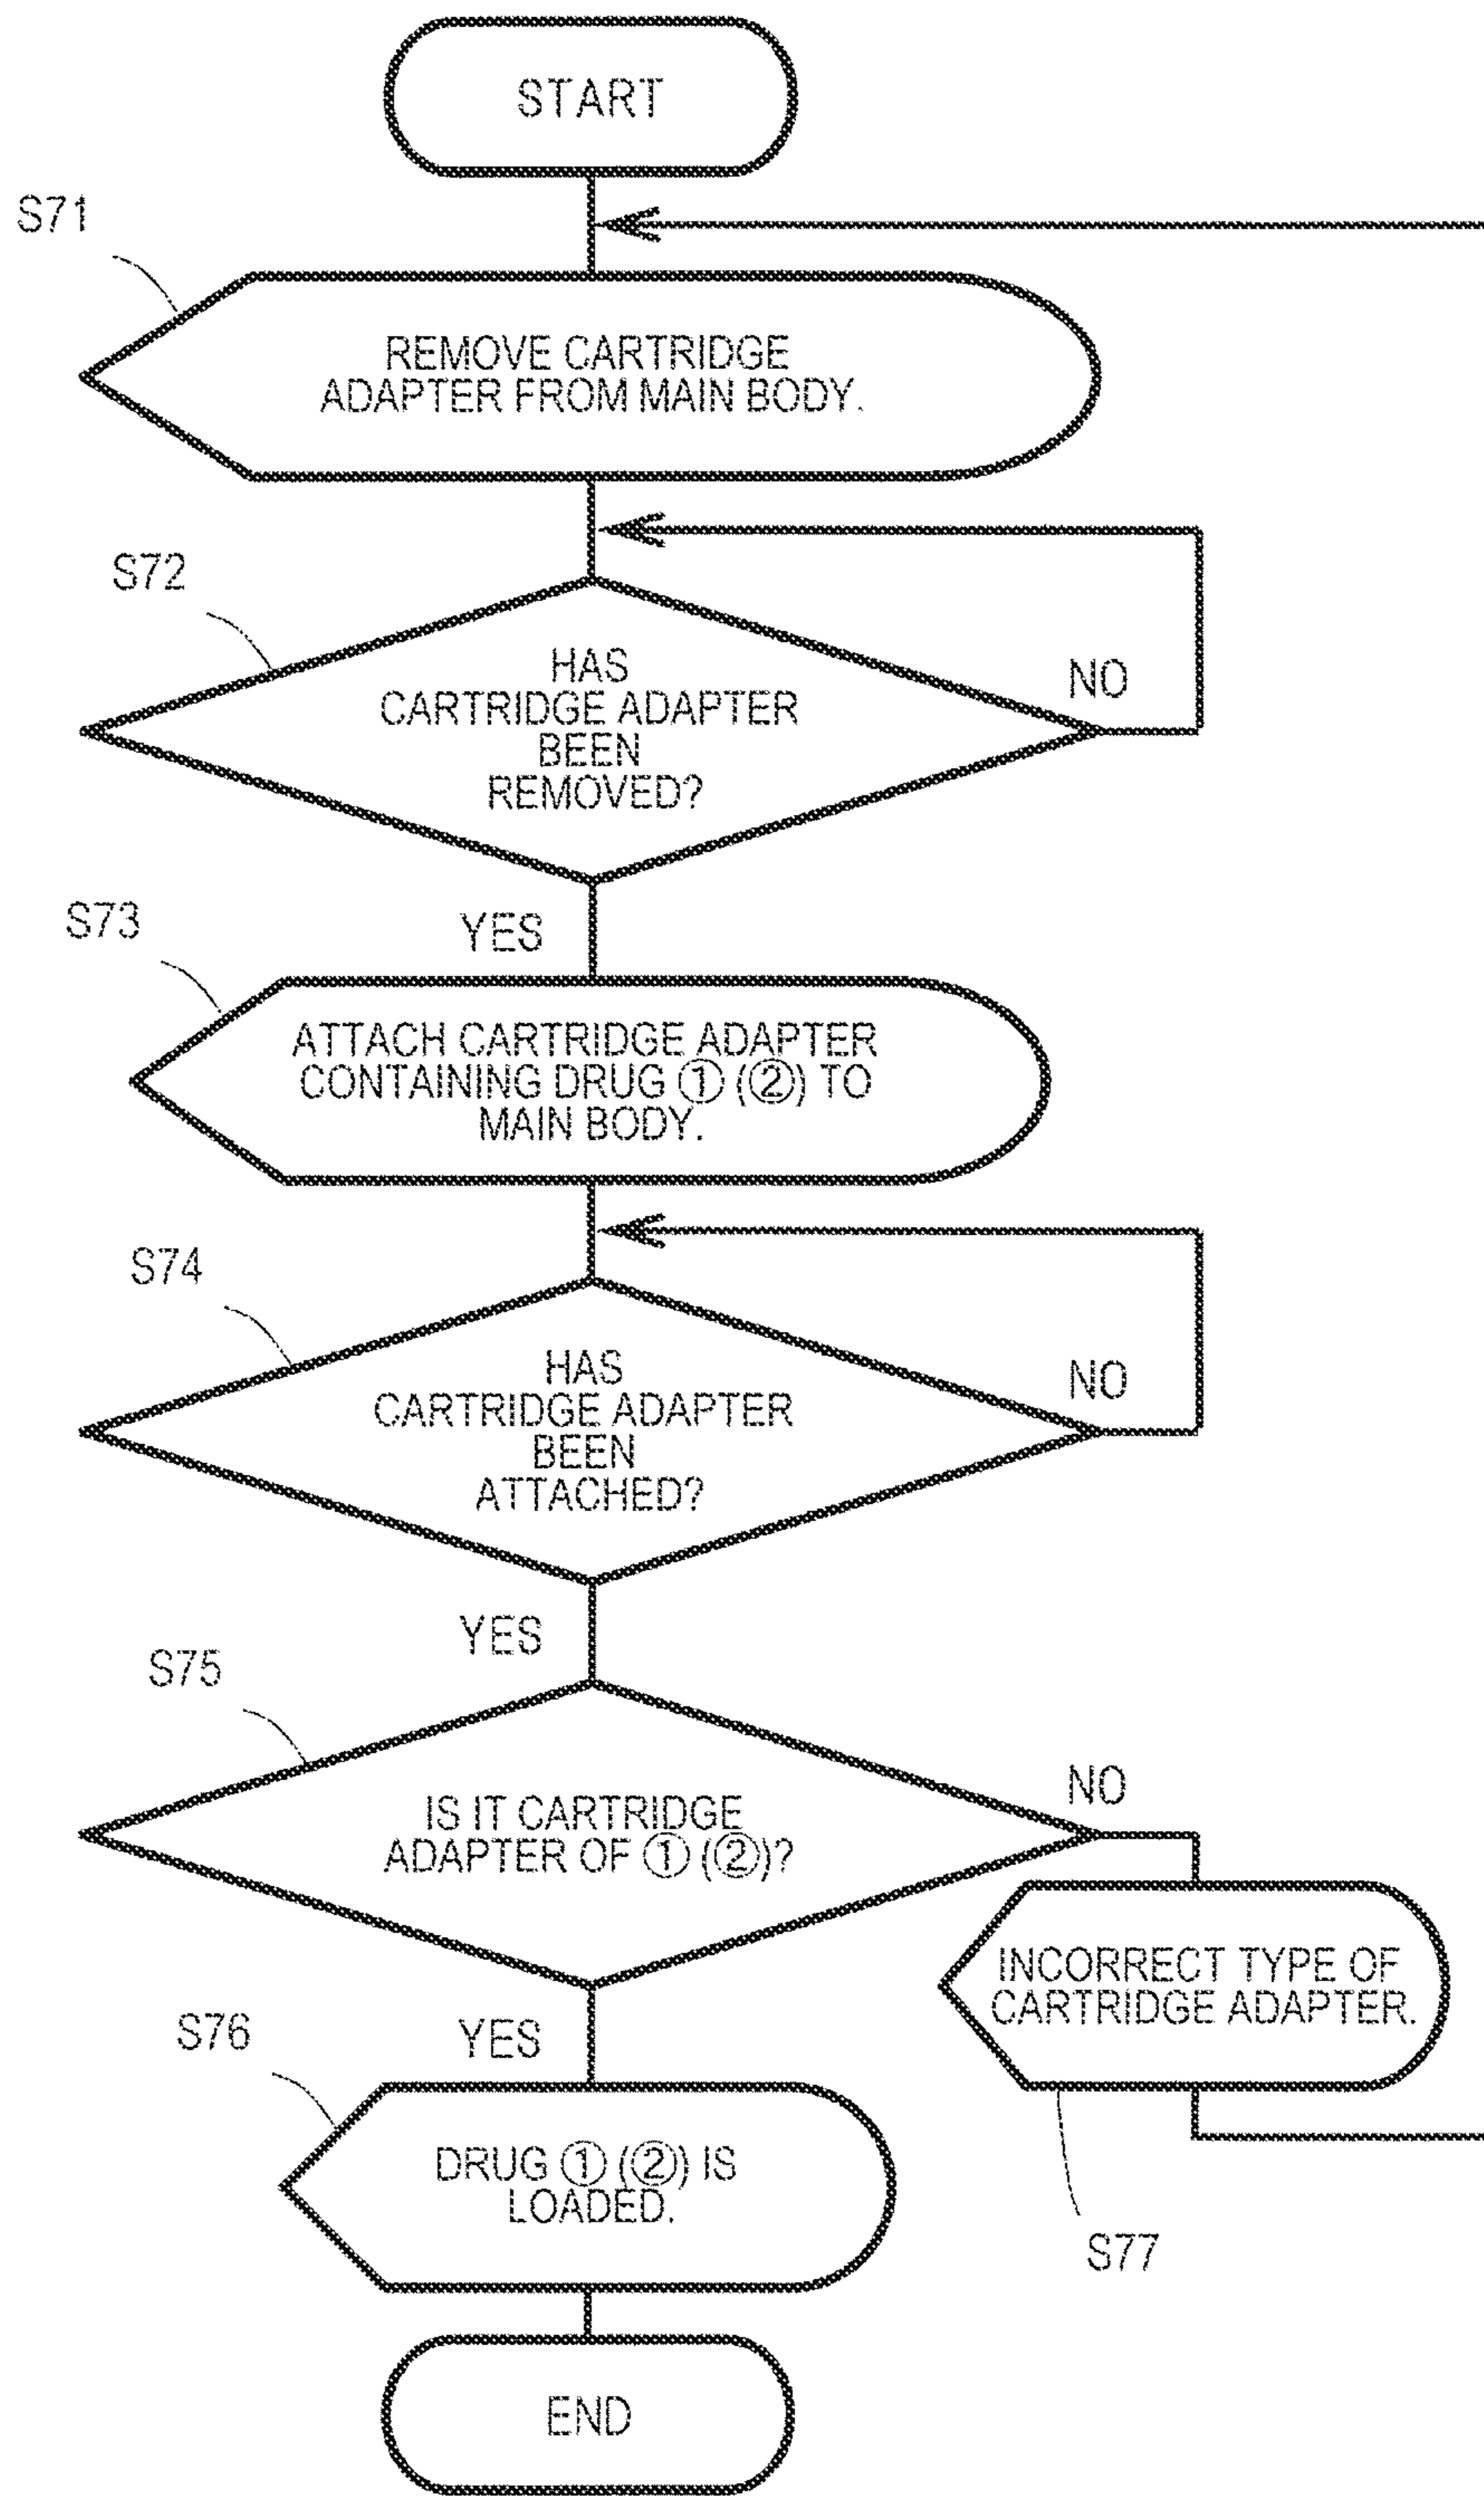 START
S71
REMOVE CARTRIDGE
ADAPTER FROM MAIN BODY.
S72
HAS
CARTRIDGE ADAPTER
BEEN
REMOVED?
NO
YES
S73
ATTACH CARTRIDGE ADAPTER
CONTAINING DRUG ① (②) TO
MAIN BODY.
S74
HAS
CARTRIDGE ADAPTER
BEEN
ATTACHED?
NO
YES
S75
IS IT CARTRIDGE
ADAPTER OF ① (②)?
NO
INCORRECT TYPE OF
CARTRIDGE ADAPTER.
S77
YES
S76
DRUG ① (②) IS
LOADED.
END